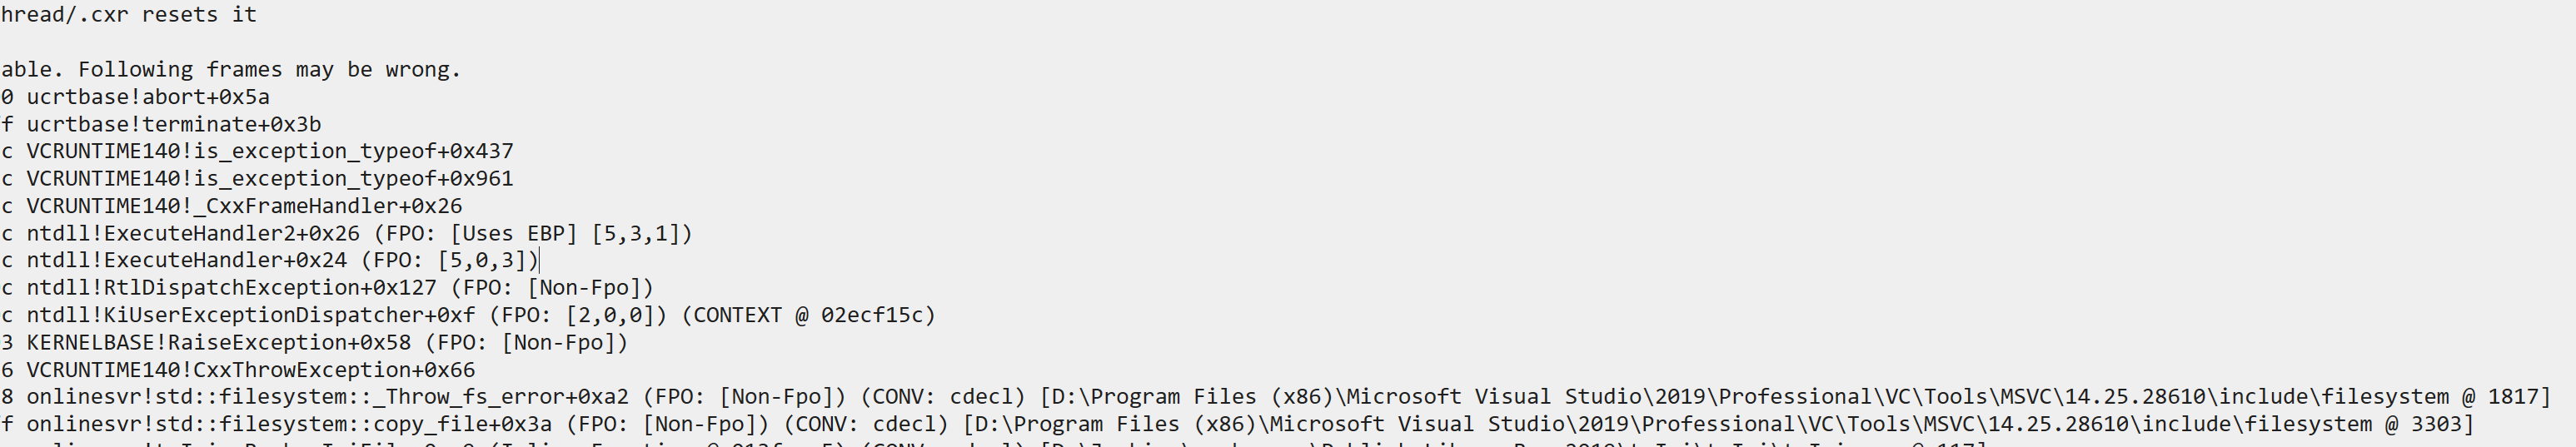 hread/.cxr resets it
able. Following frames may be wrong.
0 ucrtbase!abort+0x5a
f ucrtbase!terminate+0x3b
c VCRUNTIME140!is_exception_typeof+0x437
c VCRUNTIME140!is_exception_typeof+0x961
c VCRUNTIME140!_CxxFrameHandler+0x26
c ntdll!ExecuteHandler2+0x26 (FPO: [Uses EBP] [5,3,1])
c ntdll!ExecuteHandler+0x24 (FPO: [5,0,3])
c ntdll!RtlDispatchException+0x127 (FPO: [Non-Fpo])
c ntdll!KiUserExceptionDispatcher+0xf (FPO: [2,0,0]) (CONTEXT @ 02ecf15c)
3 KERNELBASE!RaiseException+0x58 (FPO: [Non-Fpo])
6 VCRUNTIME140!CxxThrowException+0x66
8 onlinesvr!std::filesystem::_Throw_fs_error+0xa2 (FPO: [Non-Fpo]) (CONV: cdecl) [D:\Program Files (x86)\Microsoft Visual Studio\2019\Professional\VC\Tools\MSVC\14.25.28610\include\filesystem @ 1817]
f onlinesvr!std::filesystem::copy_file+0x3a (FPO: [Non-Fpo]) (CONV: cdecl) [D:\Program Files (x86)\Microsoft Visual Studio\2019\Professional\VC\Tools\MSVC\14.25.28610\include\filesystem @ 3303]